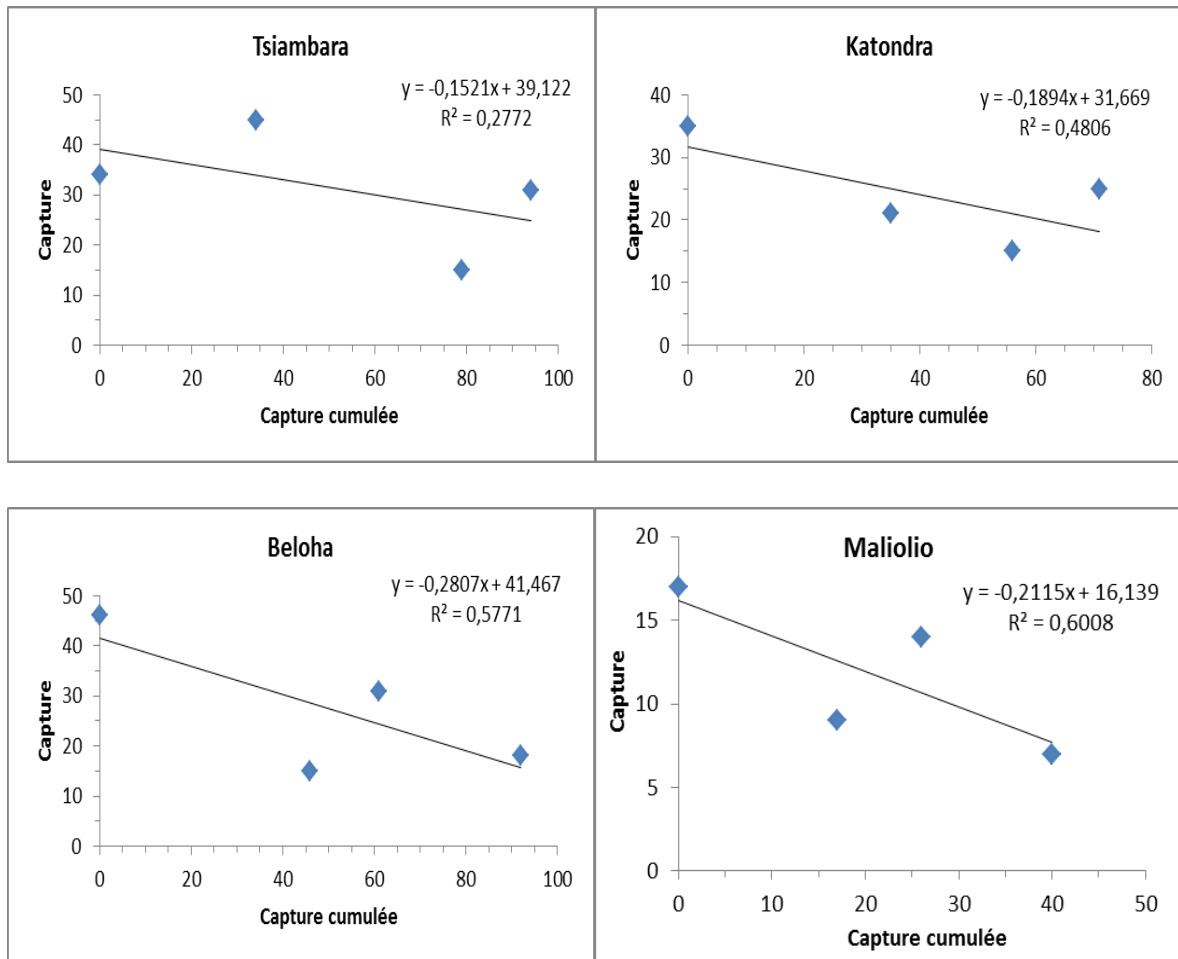 Tsiambara
y = -0,1521x + 39,122
R² = 0,2772
50
40
30
20
10
0
Capture
0 20 40 60 80 100
Capture cumulée
Katondra
y = -0,1894x + 31,669
R² = 0,4806
40
30
20
10
0
Capture
0 20 40 60 80
Capture cumulée
Beloha
y = -0,2807x + 41,467
R² = 0,5771
50
40
30
20
10
0
Capture
0 20 40 60 80 100
Capture cumulée
Maliolio
y = -0,2115x + 16,139
R² = 0,6008
20
15
10
5
0
Capture
0 10 20 30 40 50
Capture cumulée